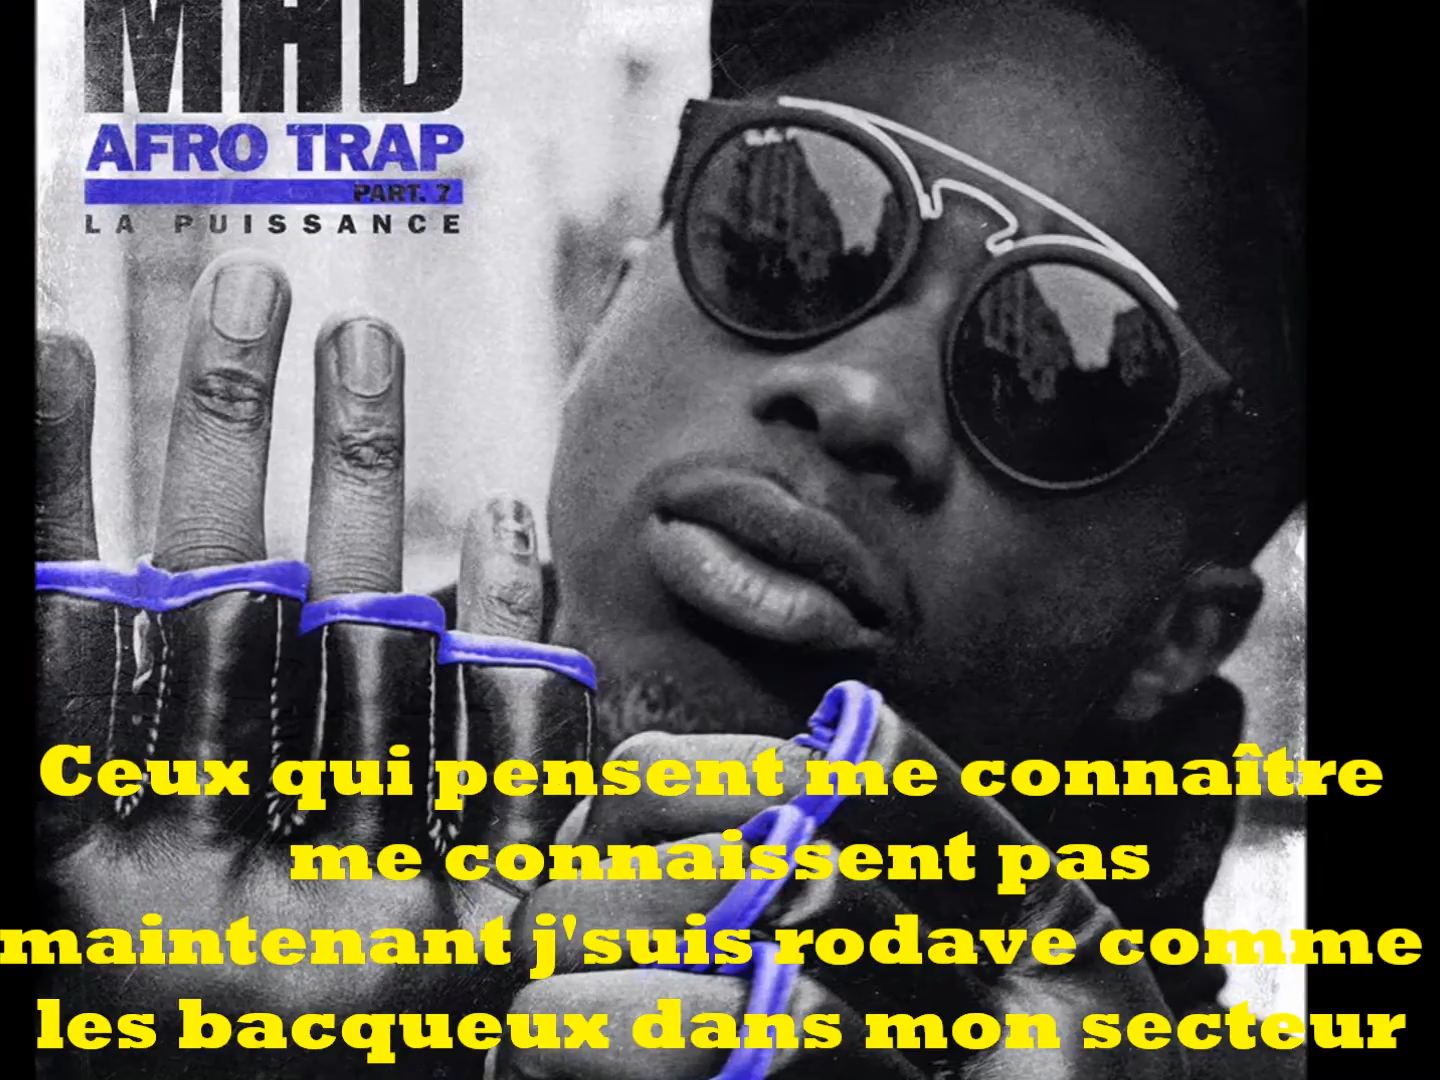 MHD
AFRO TRAP
PART. 7
LA PUISSANCE
Ceux qui pensent me connaître
me connaissent pas
maintenant j'suis rodave comme
les bacqueux dans mon secteur